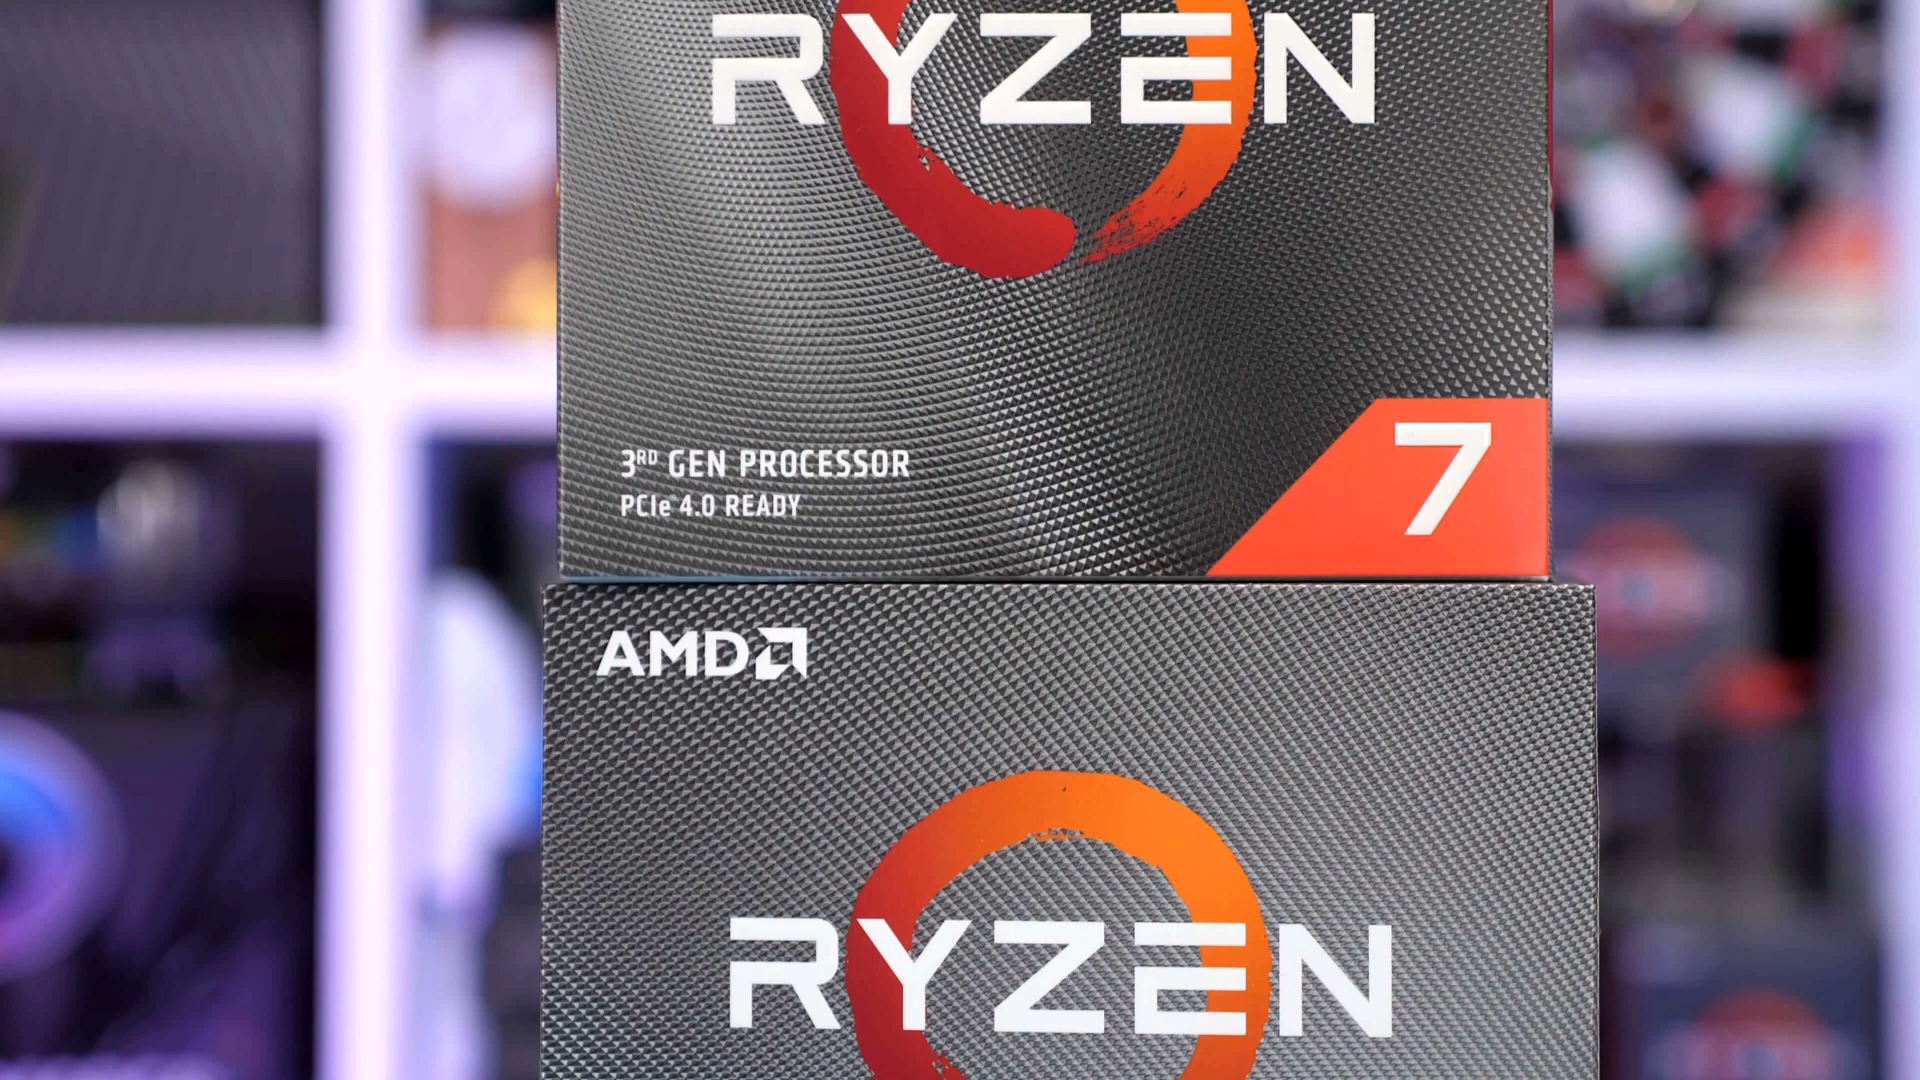 RYZEN
3RD GEN PROCESSOR
PCIe 4.0 READY
7
AMD
RYZEN